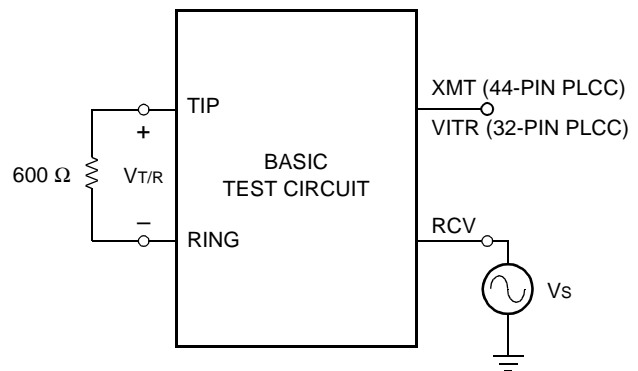 XMT (44-PIN PLCC)
TIP
+
VITR (32-PIN PLCC)
BASIC
TEST CIRCUIT
600 Ω
VT/R
−
RING
RCV
VS